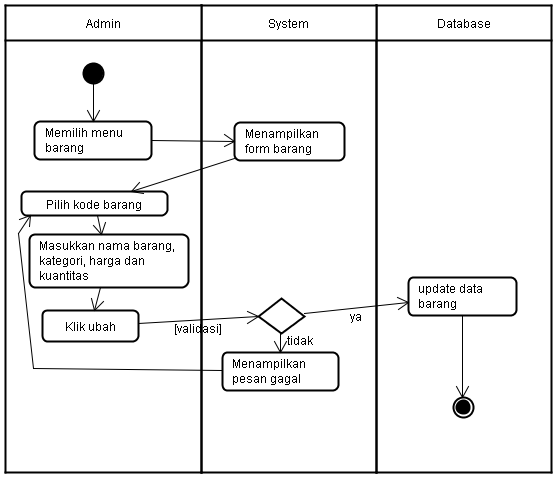 Admin
System
Database
Memilih menu
barang
Menampilkan
form barang
Pilih kode barang
Masukkan nama barang,
kategori, harga dan
kuantitas
update data
barang
Klik ubah
[validasi]
ya
tidak
Menampilkan
pesan gagal